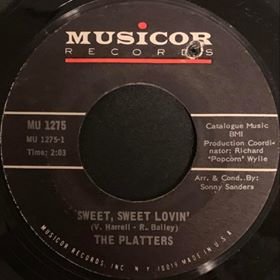 MUSICOR
RECORDS
MU 1275
MU 1275-1
Time; 2:03
Catalogue Music
BMI
Production Coordi-
nator: Richard
"Popcorn" Wylie
Arr. & Cond. By:
Sonny Sanders
'SWEET, SWEET LOVIN'
(V. Harrell - R. Bailey)
THE PLATTERS
MUSICOR RECORDS, N.Y. 10019 MADE IN U.S.A.